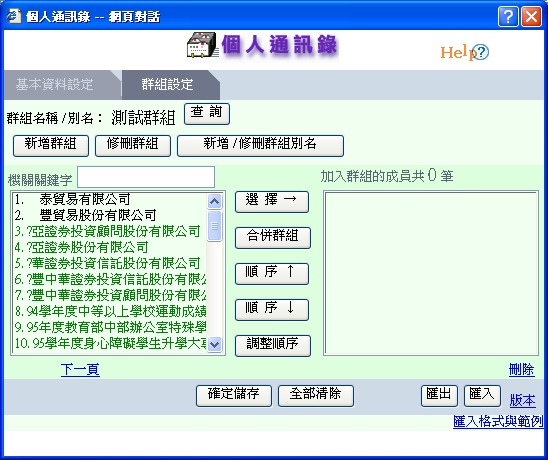 個人通訊錄 -- 網頁對話
個人通訊錄
Help?
基本資料設定 群組設定
群組名稱/別名： 測試群組 查 詢
新增群組 修刪群組 新增/修刪群組別名
機關關鍵字
加入群組的成員共0筆
1. 泰貿易有限公司
2. 豐貿易股份有限公司
3.?亞證券投資顧問股份有限公司
4.?亞證券股份有限公司
5.?華證券投資信託股份有限公司
6.?豐中華證券投資信託股份有限公
7.?豐中華證券投資顧問股份有限公
8.94學年度中等以上學校運動成績
9.95年度教育部中部辦公室特殊學
10.95學年度身心障礙學生升學大專
選 擇 →
合併群組
順 序 ↑
順 序 ↓
調整順序
下一頁 刪除
確定儲存 全部清除 匯出 匯入 版本
匯入格式與範例